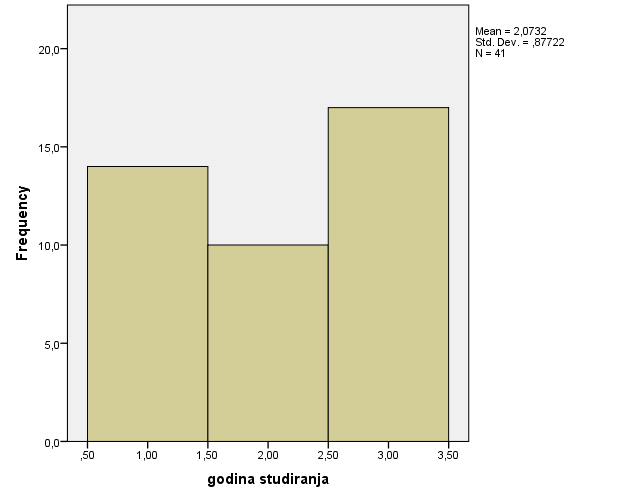 Mean = 2,0732
Std. Dev. = ,87722
N = 41
20,0
15,0
10,0
5,0
0,0
Frequency
,50 1,00 1,50 2,00 2,50 3,00 3,50
godina studiranja